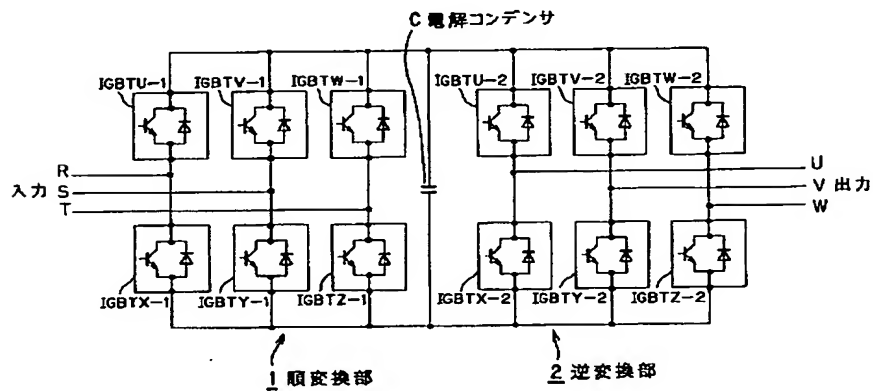 C 電解コンデンサ
IGBTU-1 IGBTV-1 IGBTW-1 IGBTU-2 IGBTV-2 IGBTW-2
R
入力 S
T
U
V 出力
W
IGBTX-1 IGBTY-1 IGBTZ-1 IGBTX-2 IGBTY-2 IGBTZ-2
1 順変換部 2 逆変換部